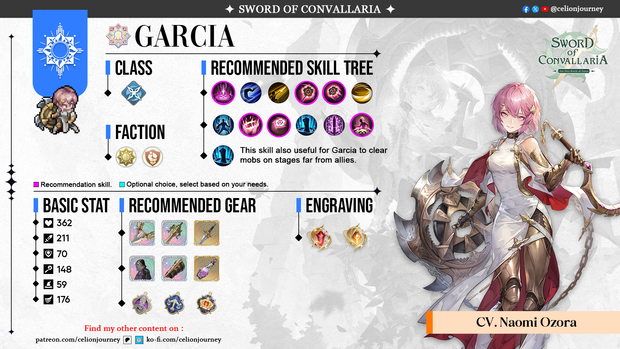 SWORD OF CONVALLARIA
@celionjourney
GARCIA
CLASS
RECOMMENDED SKILL TREE
SWORD
OF
CONVALLARIA
FACTION
This skill also useful for Garcia to clear
mobs on stages far from allies.
Recommendation skill.
Optional choice, select based on your needs.
BASIC STAT
RECOMMENDED GEAR
ENGRAVING
362
211
70
148
59
176
CV. Naomi Ozora
Find my other content on :
patreon.com/celionjourney
ko-fi.com/celionjourney